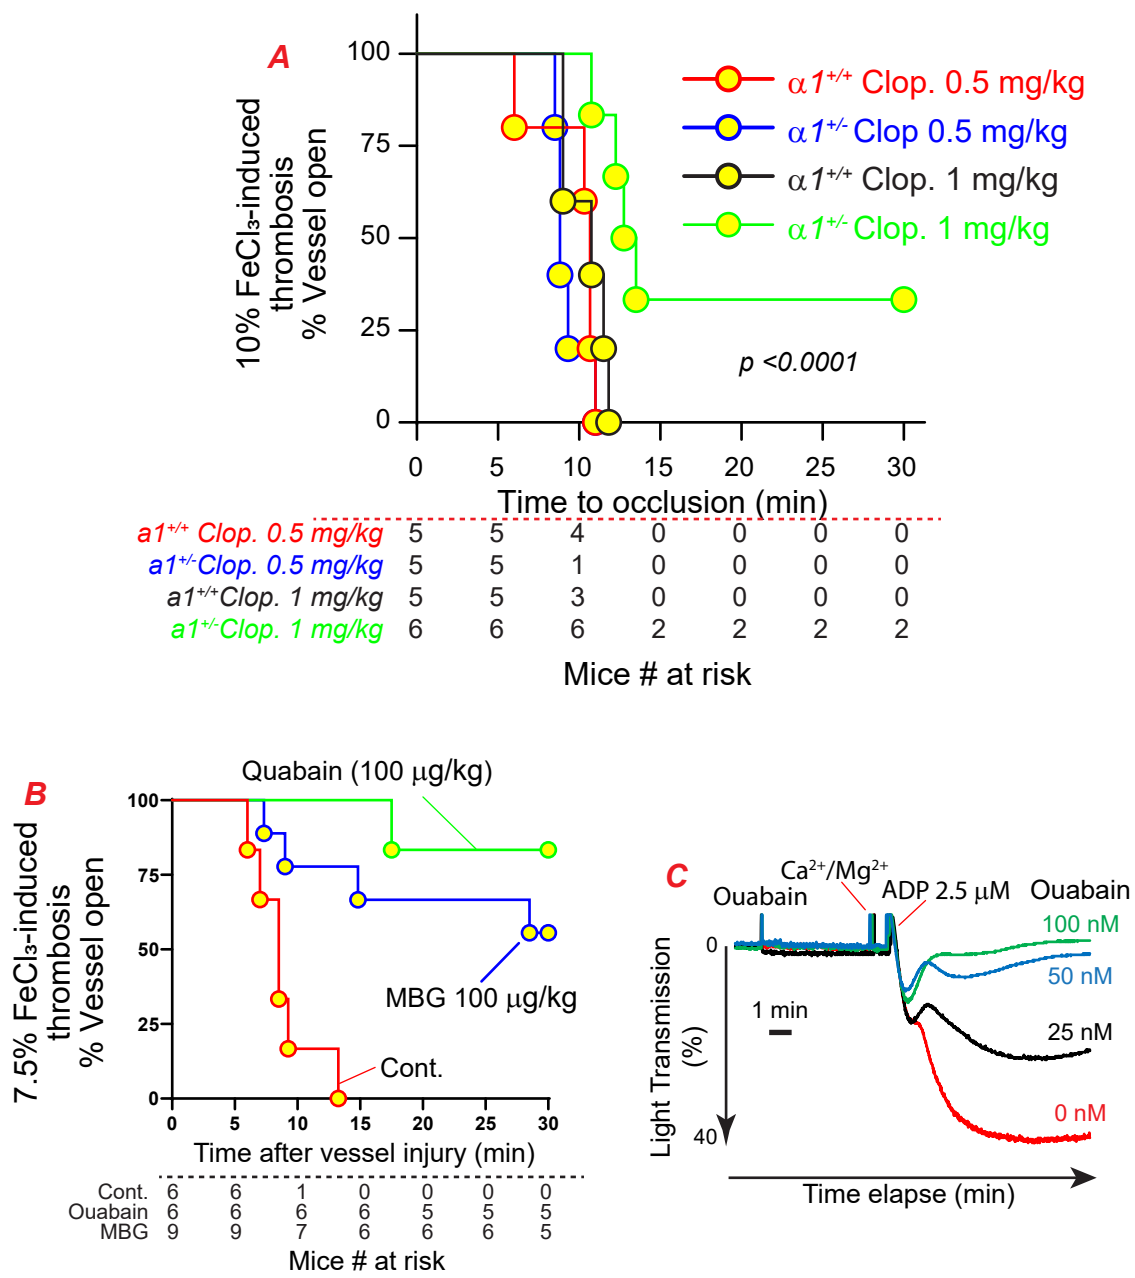 A
10% FeCl₃-induced
thrombosis
% Vessel open
100
75
50
25
0
α1+/+ Clop. 0.5 mg/kg
α1+/- Clop 0.5 mg/kg
α1+/+ Clop. 1 mg/kg
α1+/- Clop. 1 mg/kg
p <0.0001
0 5 10 15 20 25 30
Time to occlusion (min)
a1+/+ Clop. 0.5 mg/kg 5 5 4 0 0 0 0
a1+/-Clop. 0.5 mg/kg 5 5 1 0 0 0 0
a1+/+Clop. 1 mg/kg 5 5 3 0 0 0 0
a1+/-Clop. 1 mg/kg 6 6 6 2 2 2 2
Mice # at risk
B
7.5% FeCl₃-induced
thrombosis
% Vessel open
Quabain (100 μg/kg)
100
75
50
25
0
MBG 100 μg/kg
Cont.
0 5 10 15 20 25 30
Time after vessel injury (min)
Cont. 6 6 1 0 0 0 0
Ouabain 6 6 6 6 5 5 5
MBG 9 9 7 6 6 6 5
Mice # at risk
C
Ca²⁺/Mg²⁺
Ouabain
ADP 2.5 μM
Ouabain
100 nM
50 nM
25 nM
0 nM
1 min
0
40
Light Transmission
(%)
Time elapse (min)